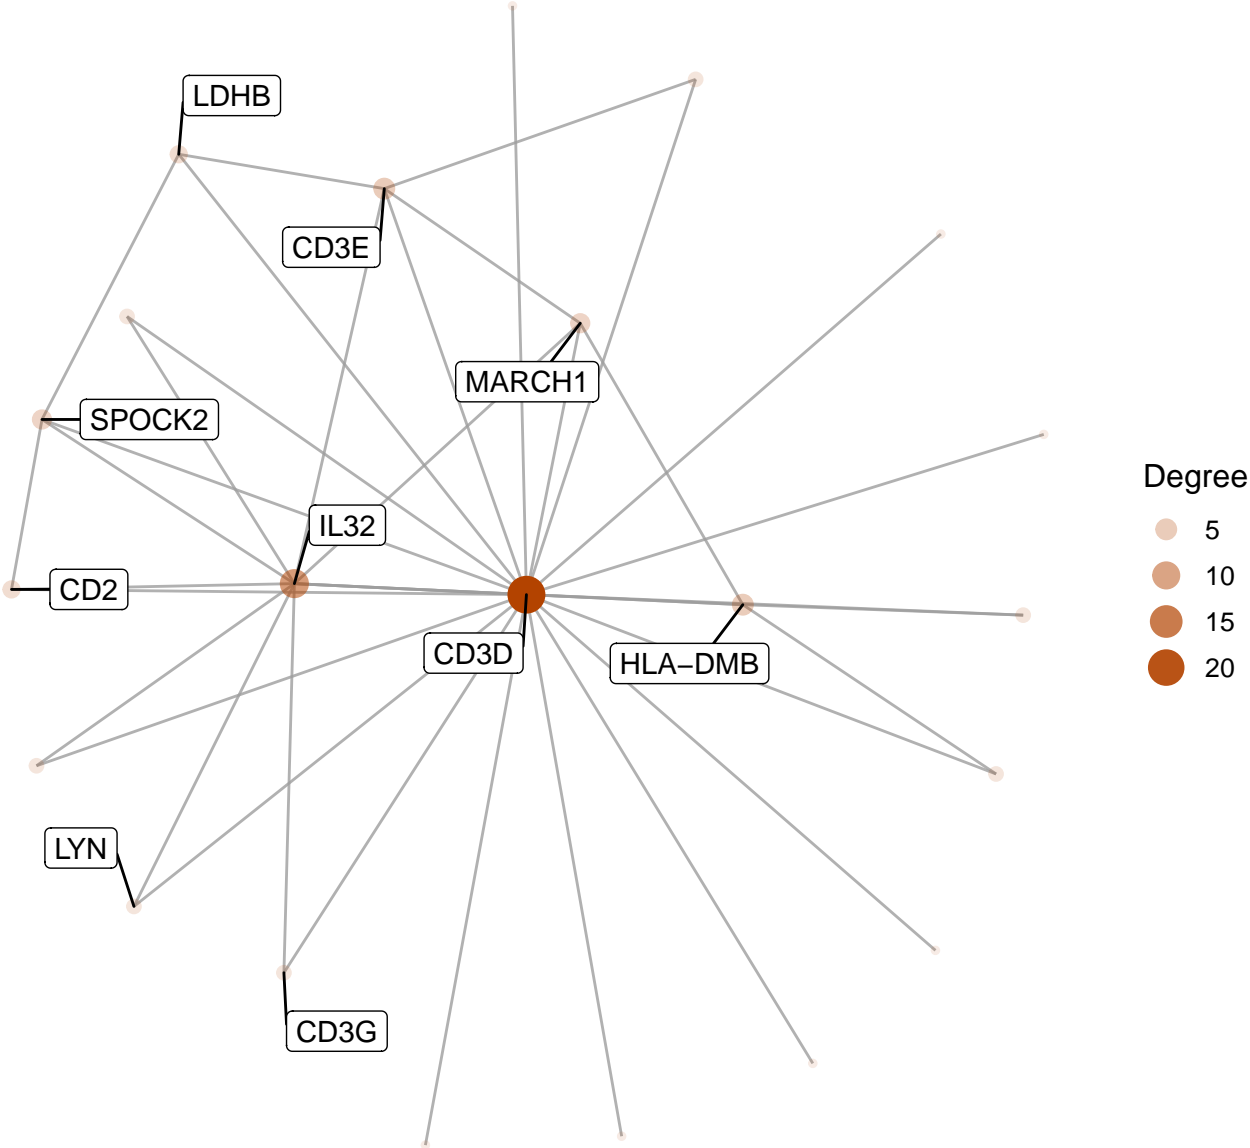 LDHB
CD3E
MARCH1
SPOCK2
IL32
CD2
CD3D
HLA−DMB
LYN
CD3G
Degree
5
10
15
20